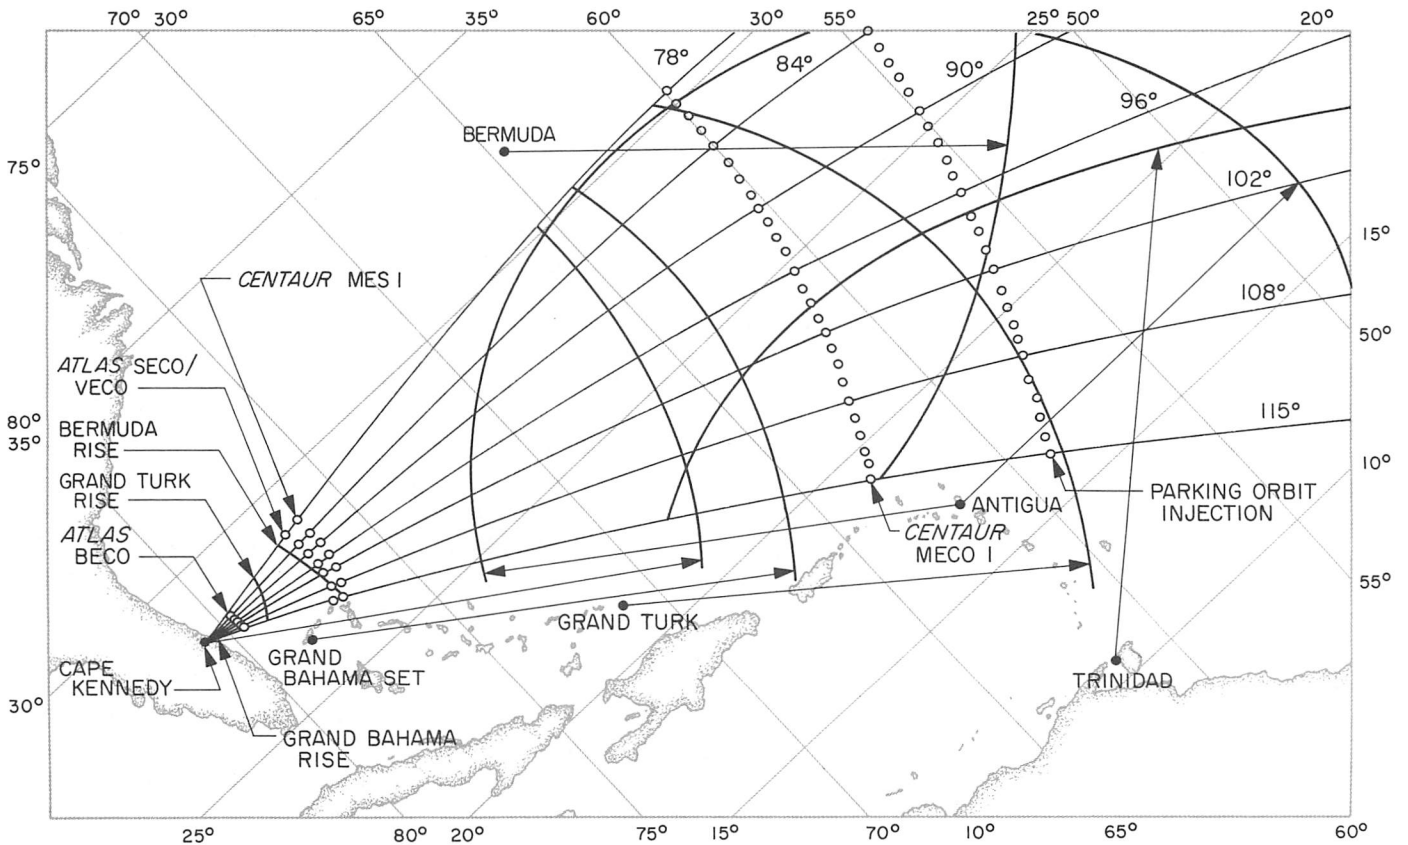 70° 30° 65° 35° 60° 30° 55° 25° 50° 20°
78°
84°
90°
96°
BERMUDA
75°
102°
15°
CENTAUR MES I
108°
50°
ATLAS SECO/
VECO
115°
80°
35°
BERMUDA
RISE
10°
GRAND TURK
RISE
ANTIGUA
PARKING ORBIT
INJECTION
ATLAS
BECO
CENTAUR
MECO I
55°
GRAND TURK
GRAND
BAHAMA SET
CAPE
KENNEDY
TRINIDAD
30°
GRAND BAHAMA
RISE
25° 80° 20° 75° 15° 70° 10° 65° 60°